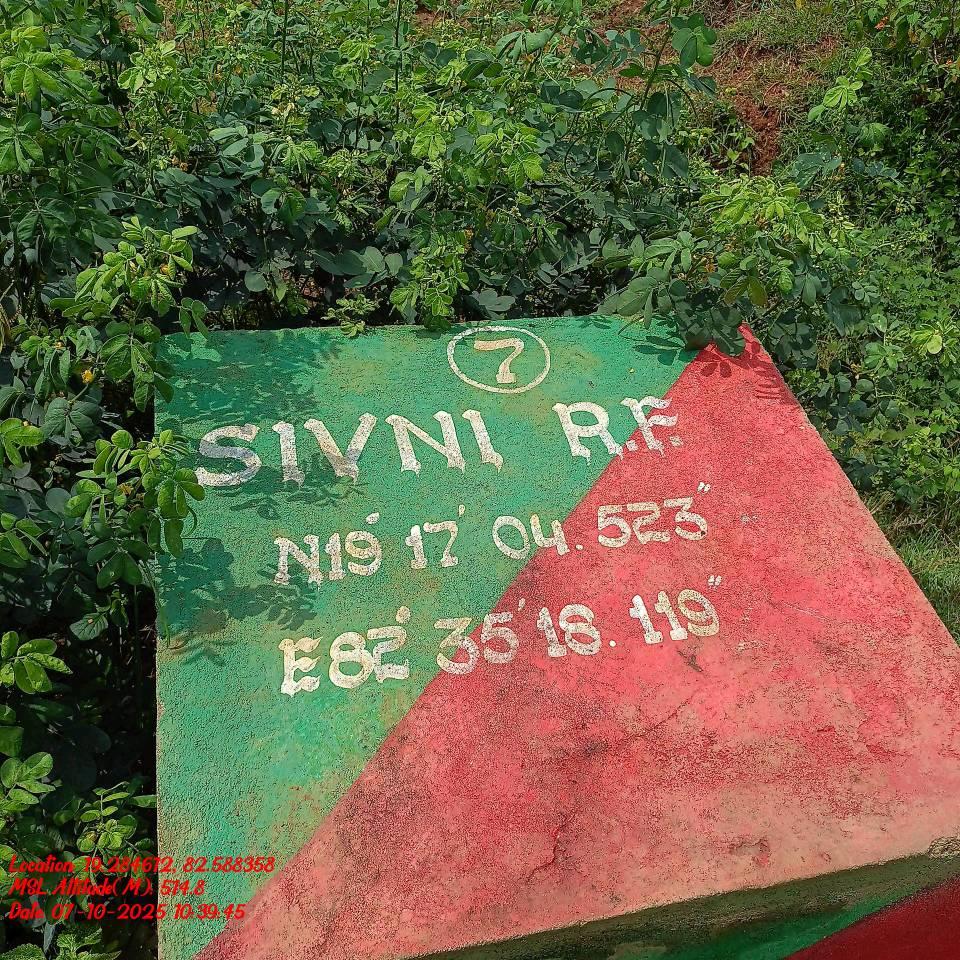 7
SIVNI R.F.
N19° 17' 04.523"
E82° 35' 18.119"
Location: 19.284612, 82.588358
MSL Altitude( M ): 514.8
Date: 07-10-2025 10:39:45